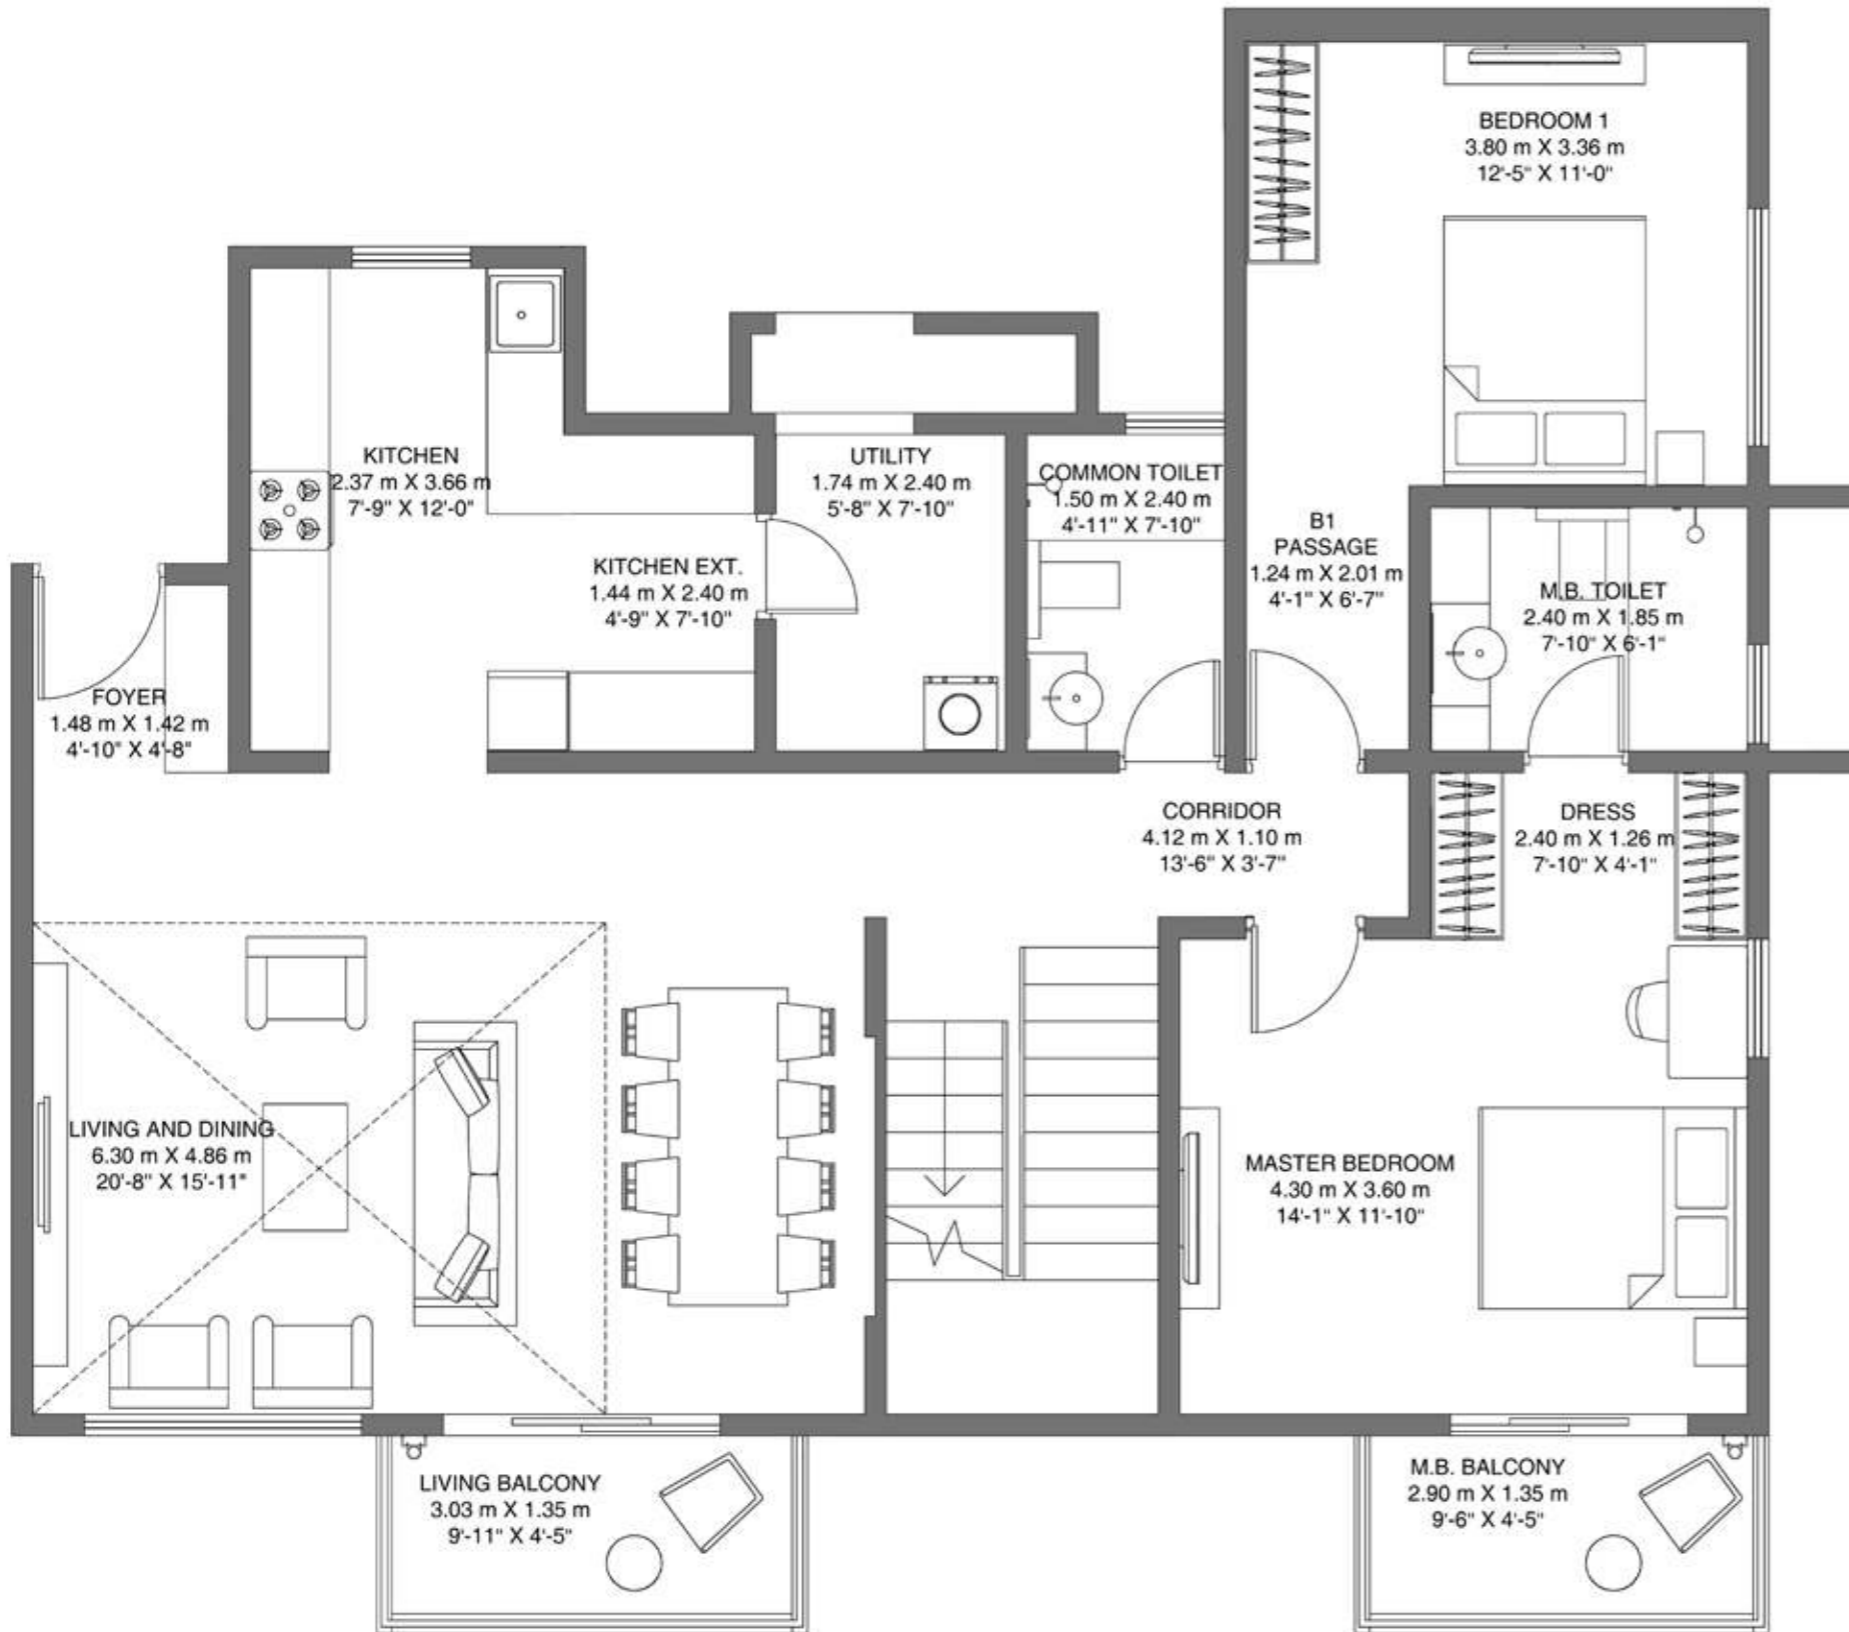 BEDROOM 1
3.80 m X 3.36 m
12'-5" X 11'-0"
KITCHEN
2.37 m X 3.66 m
7'-9" X 12'-0"
UTILITY
1.74 m X 2.40 m
5'-8" X 7'-10"
COMMON TOILET
1.50 m X 2.40 m
4'-11" X 7'-10"
B1
PASSAGE
1.24 m X 2.01 m
4'-1" X 6'-7"
KITCHEN EXT.
1.44 m X 2.40 m
4'-9" X 7'-10"
M.B. TOILET
2.40 m X 1.85 m
7'-10" X 6'-1"
FOYER
1.48 m X 1.42 m
4'-10" X 4'-8"
CORRIDOR
4.12 m X 1.10 m
13'-6" X 3'-7"
DRESS
2.40 m X 1.26 m
7'-10" X 4'-1"
LIVING AND DINING
6.30 m X 4.86 m
20'-8" X 15'-11"
MASTER BEDROOM
4.30 m X 3.60 m
14'-1" X 11'-10"
LIVING BALCONY
3.03 m X 1.35 m
9'-11" X 4'-5"
M.B. BALCONY
2.90 m X 1.35 m
9'-6" X 4'-5"